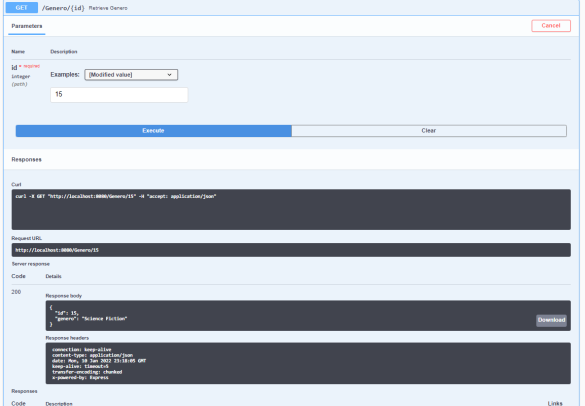 GET /Genero/{id} Retrieve Genero
Parameters
Cancel
Name Description
id * required
integer
(path)
Examples: [Modified value]
15
Execute Clear
Responses
Curl
curl -X GET "http://localhost:8080/Genero/15" -H "accept: application/json"
Request URL
http://localhost:8080/Genero/15
Server response
Code Details
200
Response body
{
"id": 15,
"genero": "Science Fiction"
}
Download
Response headers
connection: keep-alive
content-type: application/json
date: Mon, 10 Jan 2022 23:18:05 GMT
keep-alive: timeout=5
transfer-encoding: chunked
x-powered-by: Express
Responses
Code Description Links